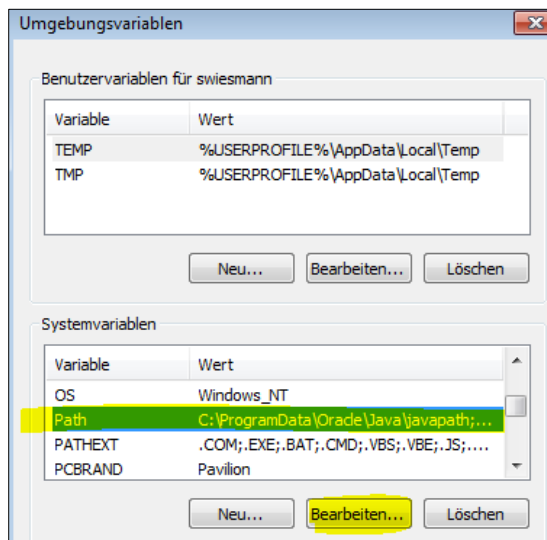 Umgebungsvariablen
Benutzervariablen für swiesmann
Variable Wert
TEMP %USERPROFILE%\AppData\Local\Temp
TMP %USERPROFILE%\AppData\Local\Temp
Neu... Bearbeiten... Löschen
Systemvariablen
Variable Wert
OS Windows_NT
Path C:\ProgramData\Oracle\Java\javapath;...
PATHEXT .COM;.EXE;.BAT;.CMD;.VBS;.VBE;.JS;....
PCBRAND Pavilion
Neu... Bearbeiten... Löschen